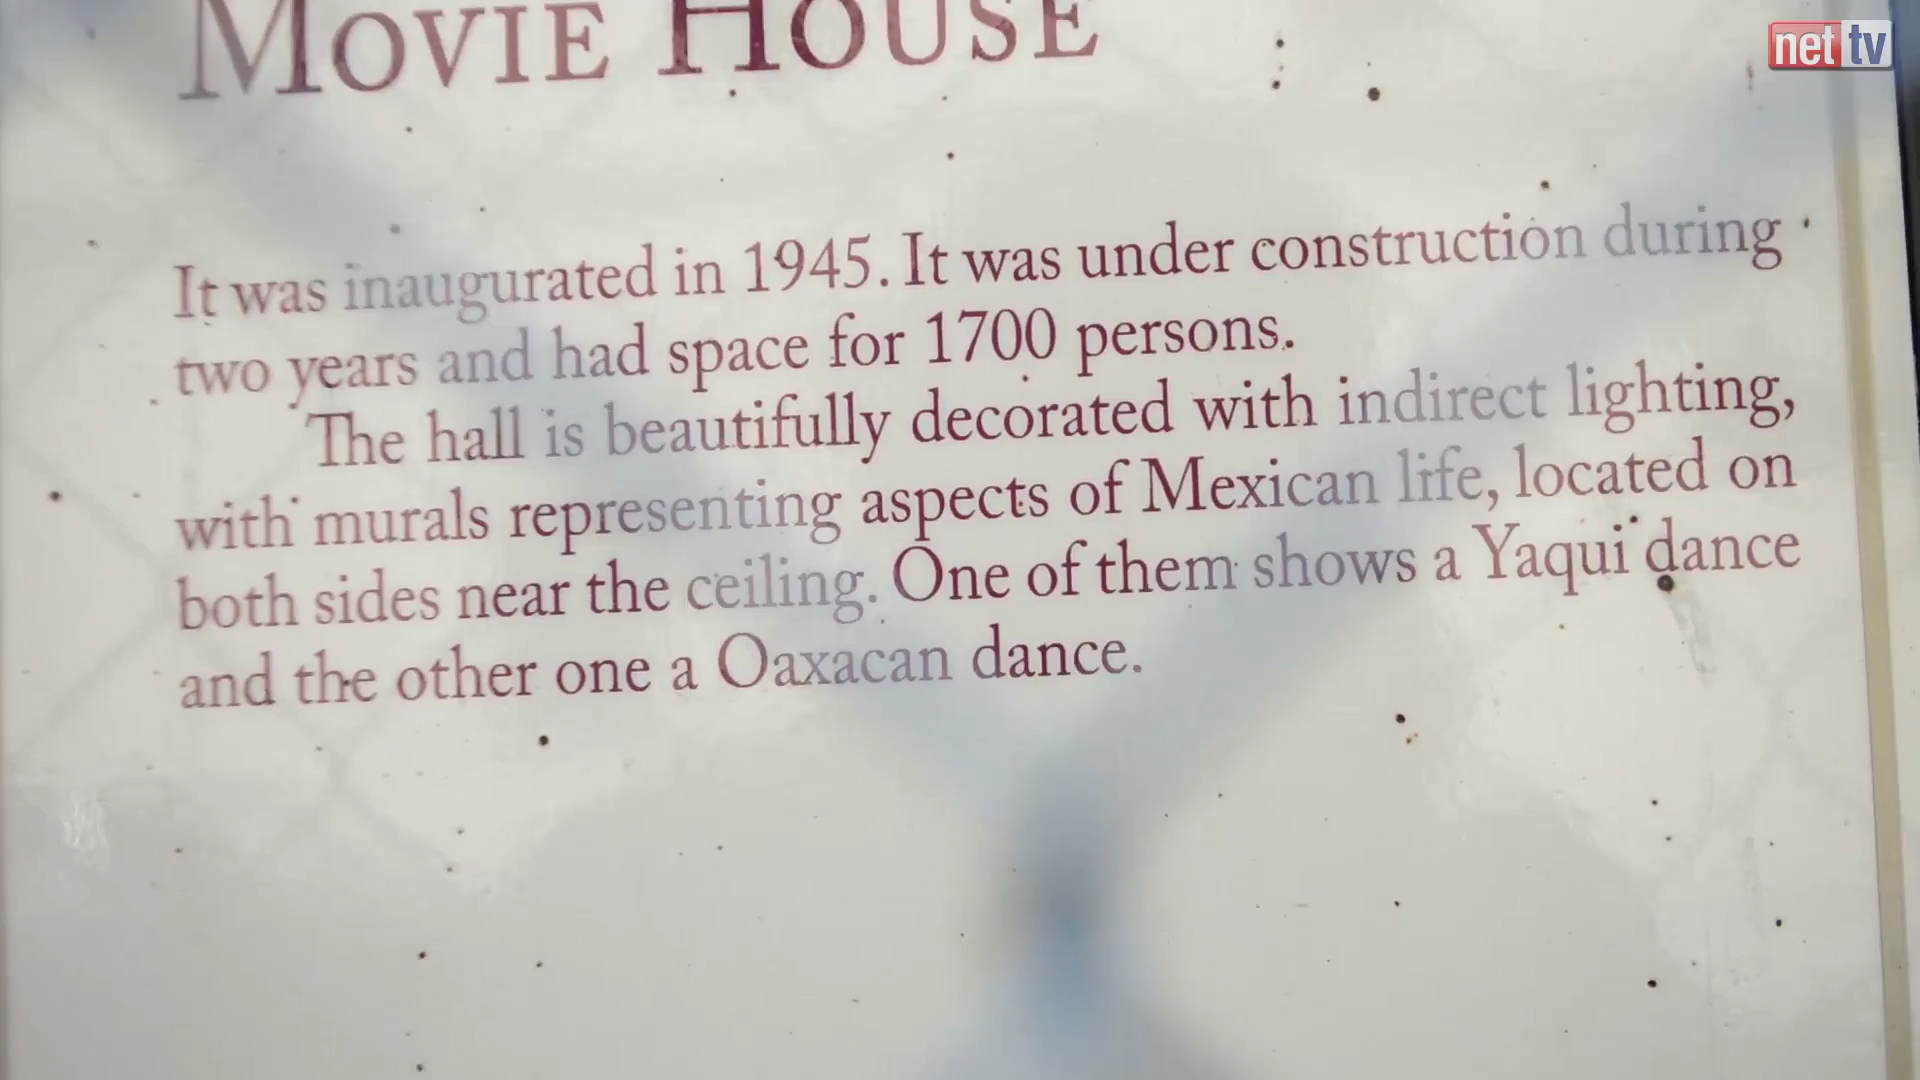 MOVIE HOUSE
net tv
It was inaugurated in 1945. It was under construction during
two years and had space for 1700 persons.
The hall is beautifully decorated with indirect lighting,
with murals representing aspects of Mexican life, located on
both sides near the ceiling. One of them shows a Yaqui dance
and the other one a Oaxacan dance.